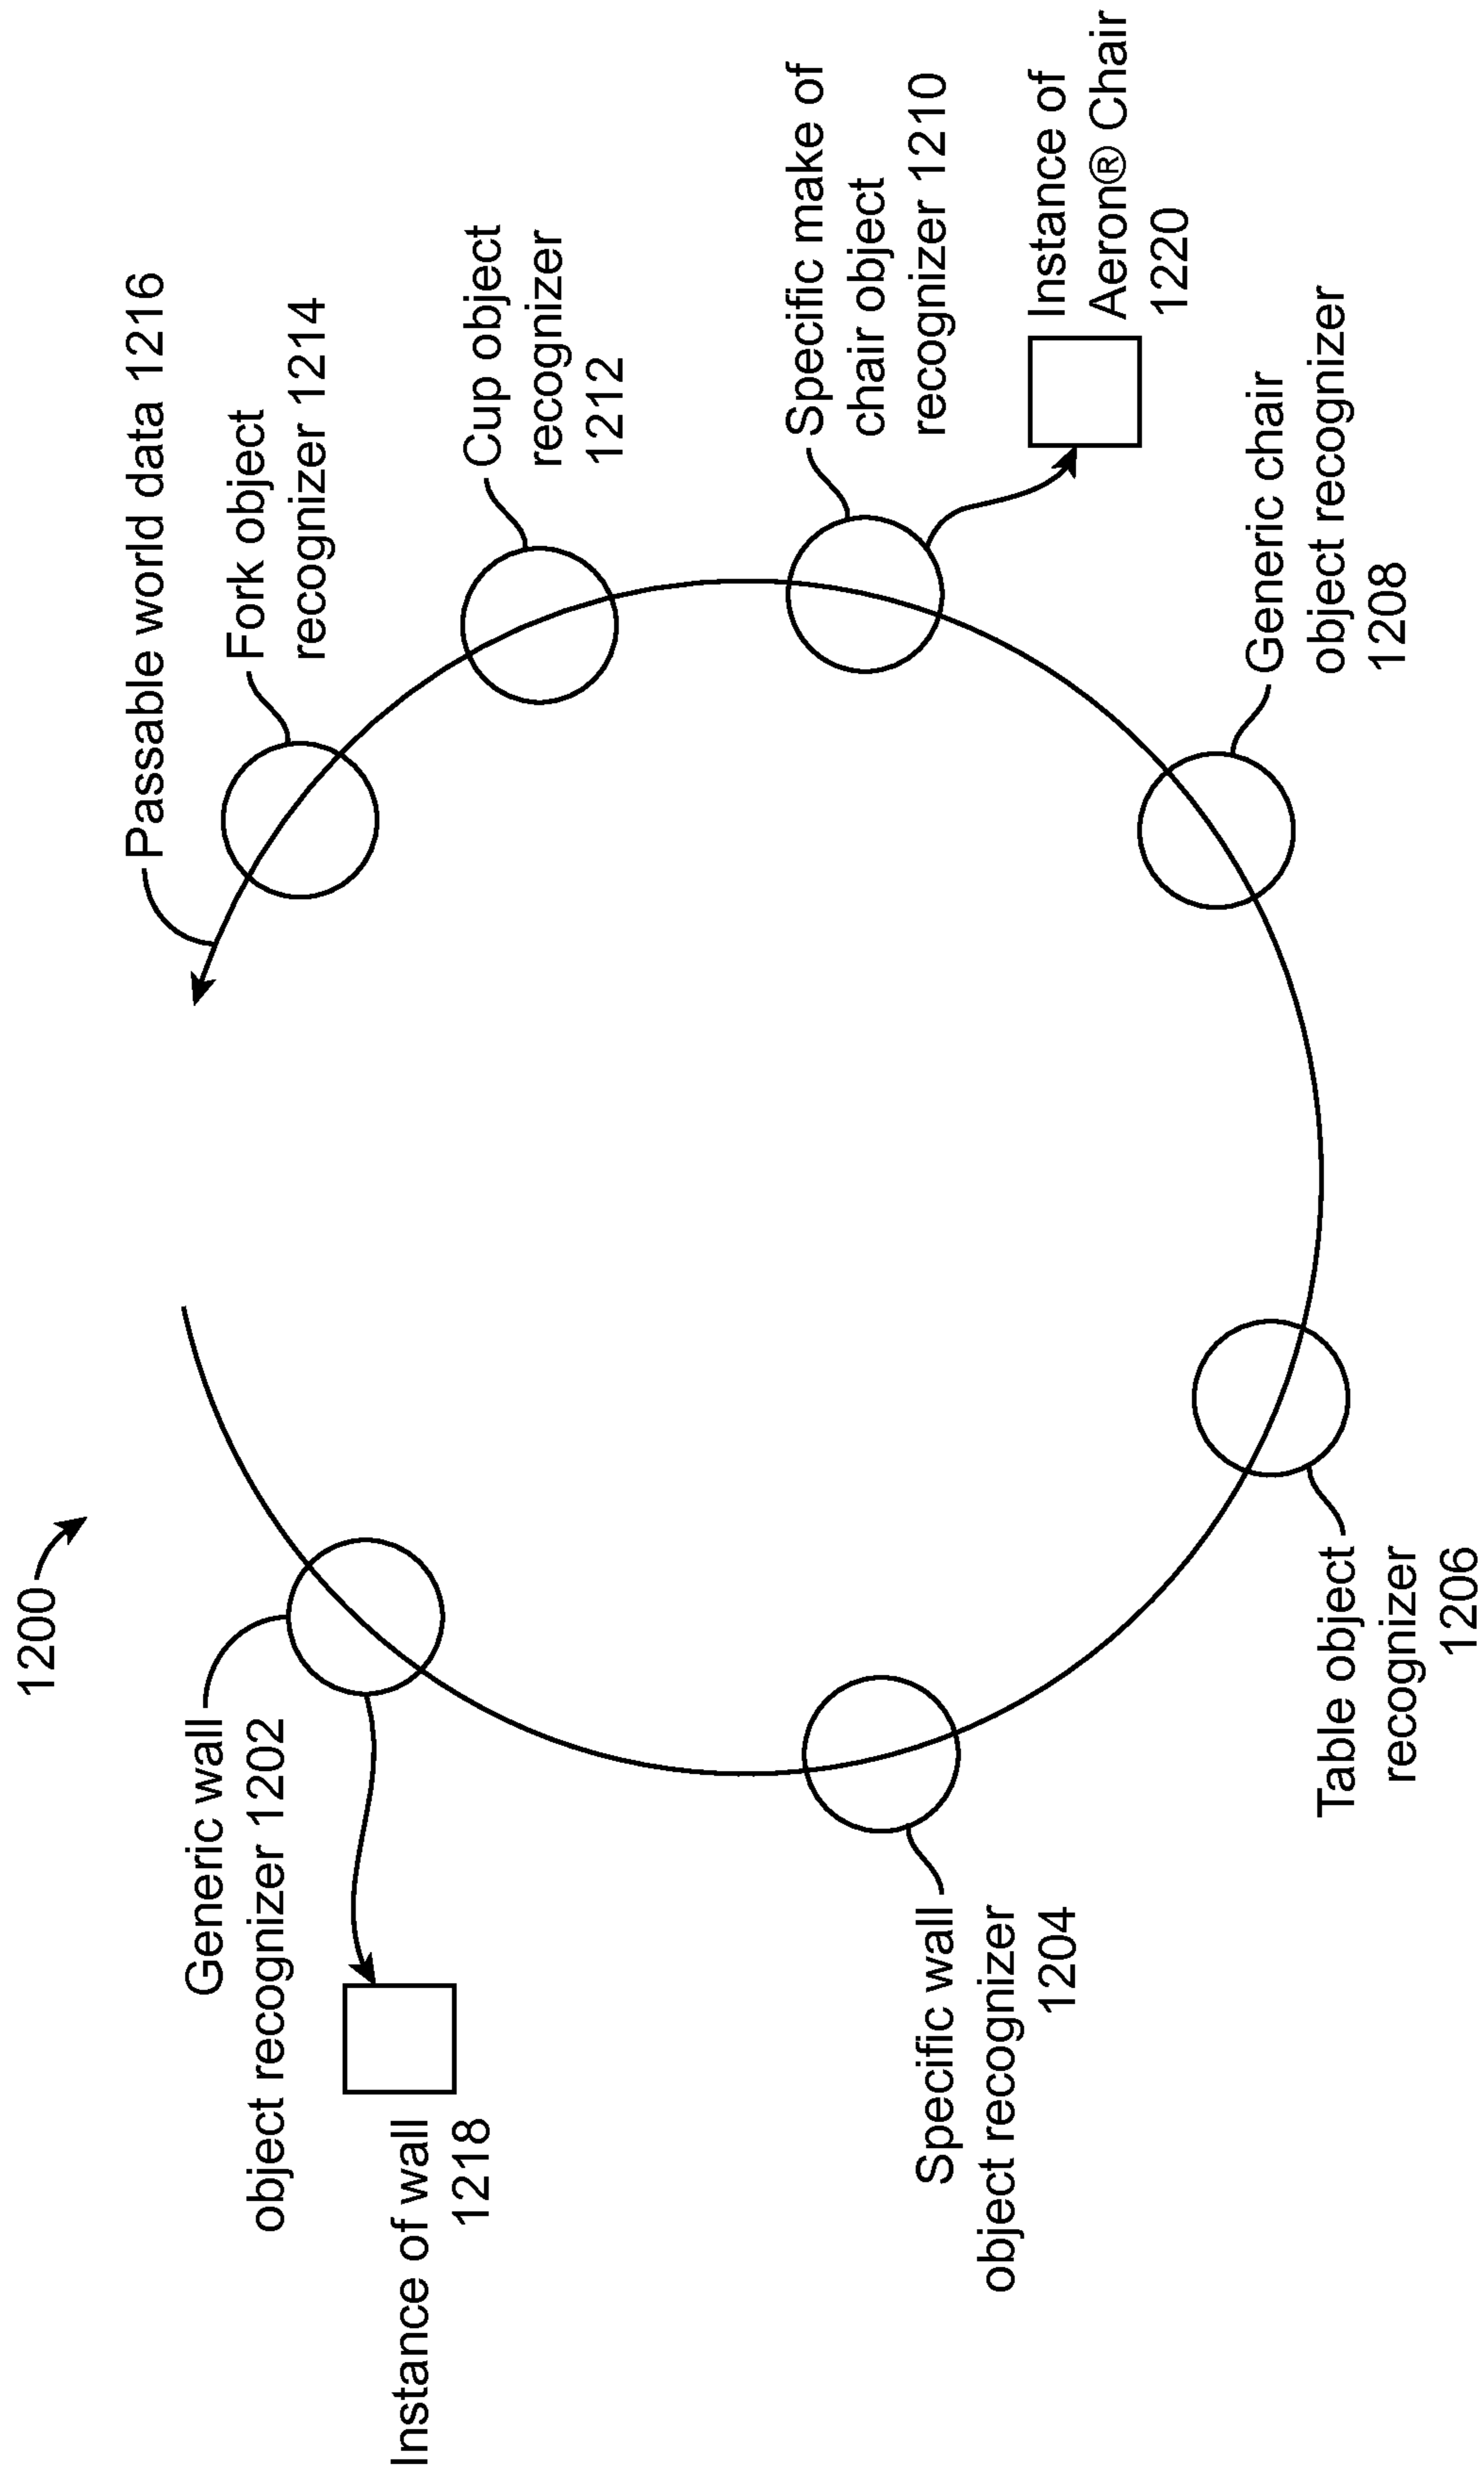 1200
Passable world data 1216
Fork object
recognizer 1214
Cup object
recognizer
1212
Specific make of
chair object
recognizer 1210
Instance of
Aeron® Chair
1220
Generic chair
object recognizer
1208
Table object
recognizer
1206
Specific wall
object recognizer
1204
Generic wall
object recognizer 1202
Instance of wall
1218